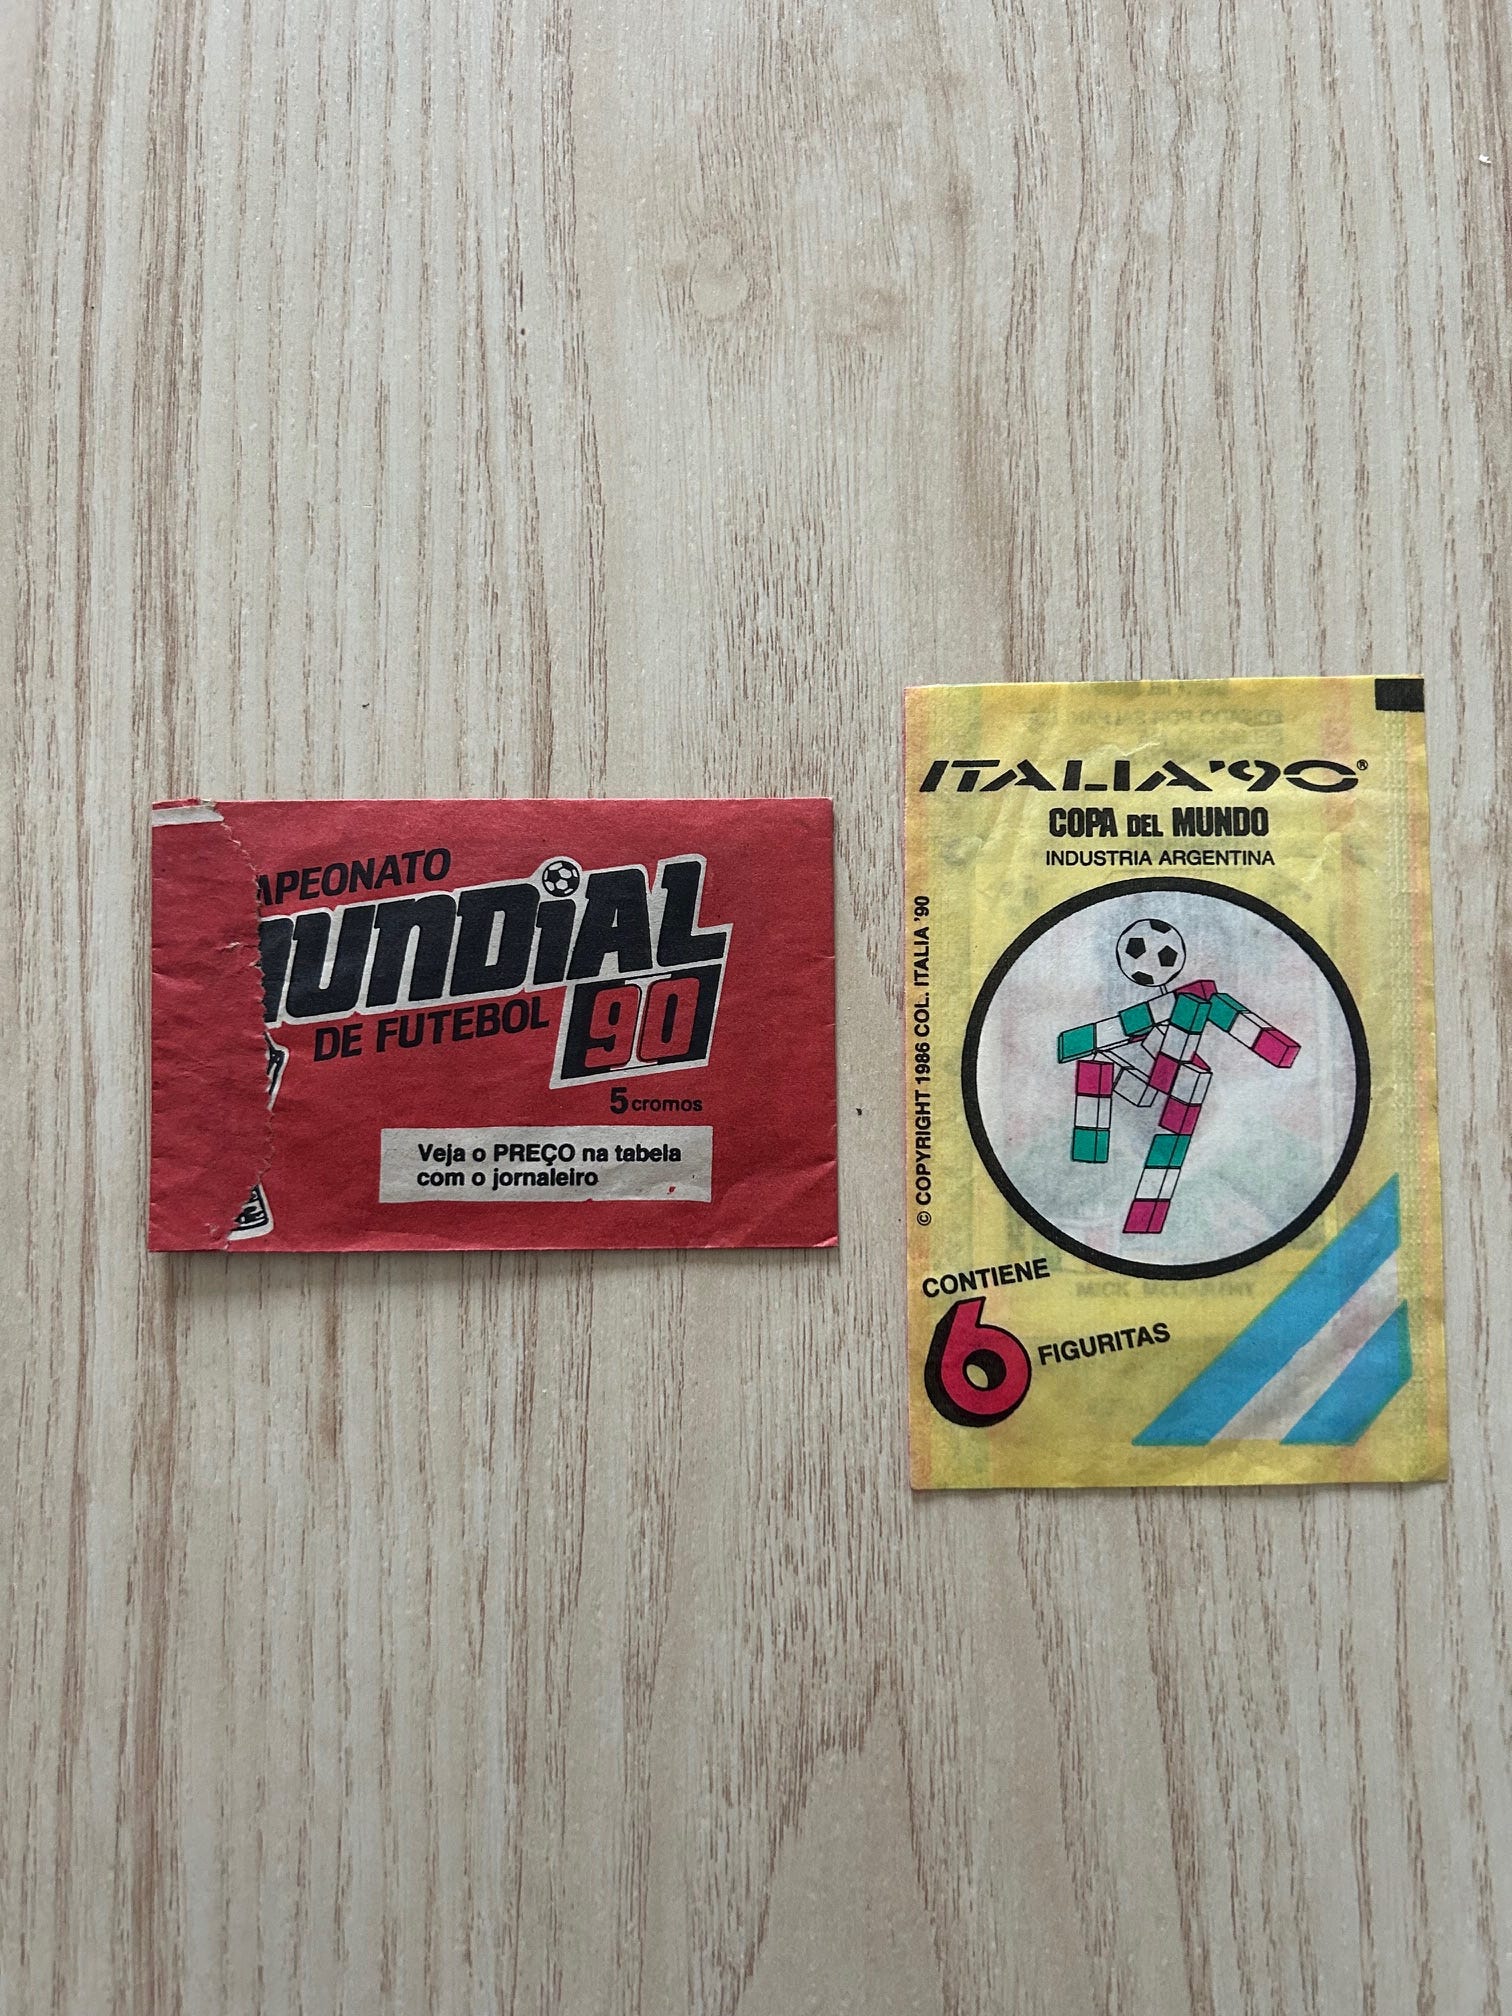 APEONATO
MUNDIAL
DE FUTEBOL 90
5 cromos
Veja o PREÇO na tabela
com o jornaleiro
ITALIA'90®
COPA DEL MUNDO
INDUSTRIA ARGENTINA
© COPYRIGHT 1986 COL. ITALIA '90
CONTIENE
6 FIGURITAS